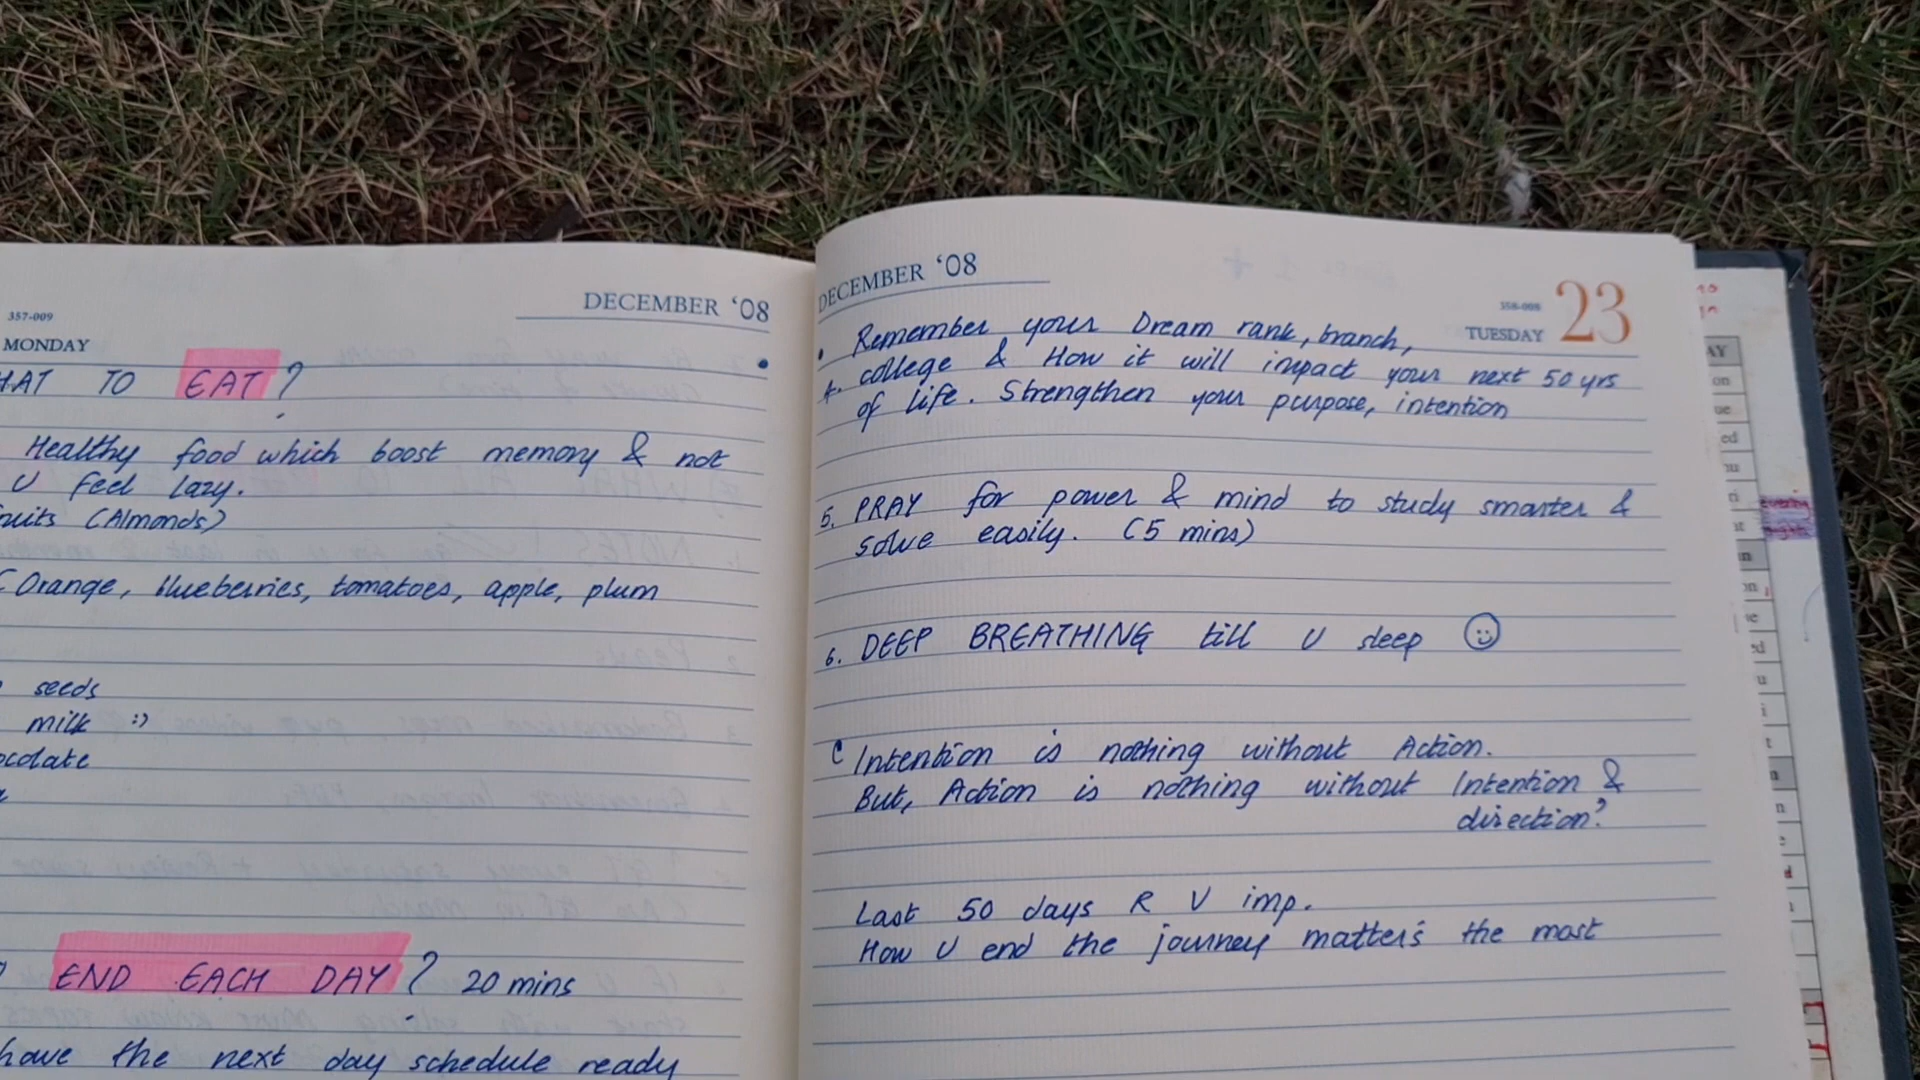 DECEMBER '08
357-009
MONDAY
TO EAT ?
Healthy food which boost memory & not
U feel lazy.
(Almonds)
Orange, blueberries, tomatoes, apple, plum
seeds
milk :)
END EACH DAY ? 20 mins
have the next day schedule ready
DECEMBER '08
358-008
TUESDAY 23
Remember your Dream rank, branch,
college & How it will impact your next 50 yrs
of life. Strengthen your purpose, intention
5. PRAY for power & mind to study smarter &
solve easily. (5 mins)
6. DEEP BREATHING till U sleep
Intention is nothing without Action.
But, Action is nothing without Intention &
direction
Last 50 days R V imp.
How U end the journey matter's the most